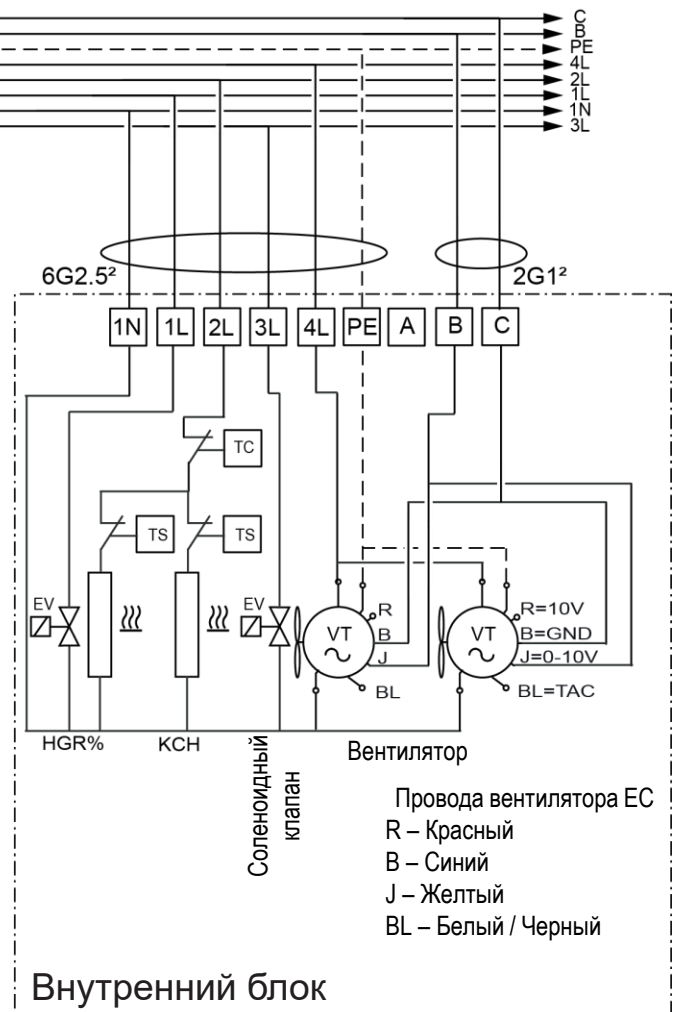 C
B
PE
4L
2L
1L
1N
3L
6G2.5²
2G1²
1N 1L 2L 3L 4L PE A B C
TC
TS TS
EV EV
R R=10V
VT B VT B=GND
J J=0-10V
BL BL=TAC
HGR% KCH
Соленоидный
клапан
Вентилятор
Провода вентилятора EC
R – Красный
B – Синий
J – Желтый
BL – Белый / Черный
Внутренний блок